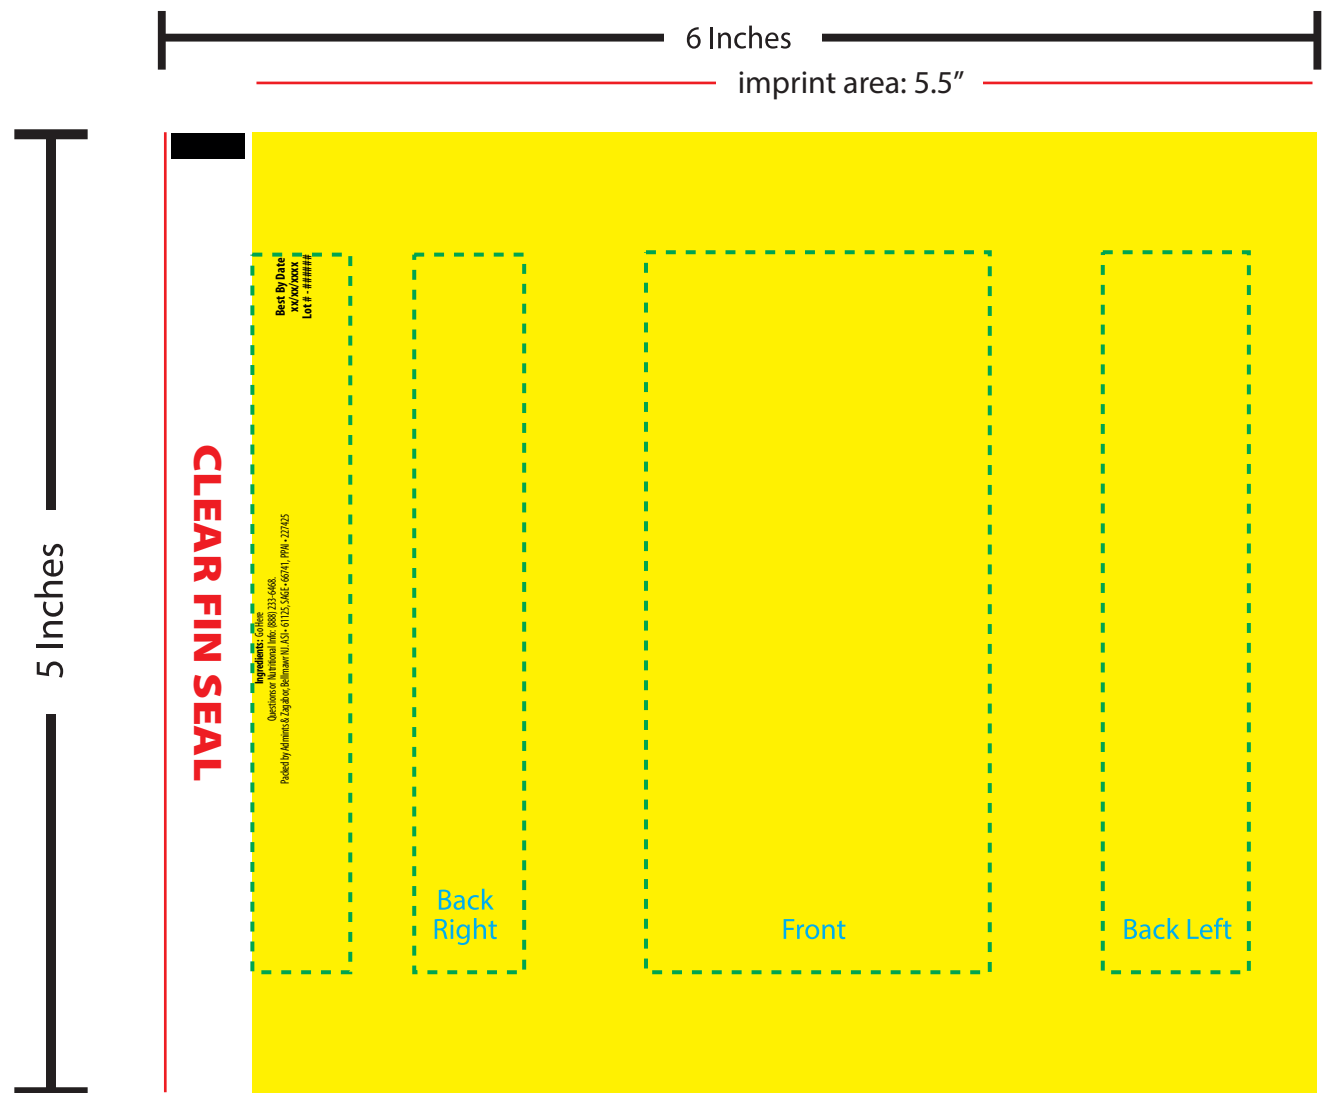 6 Inches
imprint area: 5.5”
5 Inches
CLEAR FIN SEAL
Best By Date
xx/xx/xxxx
Lot # - ######
Ingredients: Go Here
Questions or Nutritional Info: (888) 233-6468.
Packed by Admints & Zagabor, Bellmawr NJ. ASI • 61125, SAGE • 66741, PPAI • 227425
Back
Right
Front
Back Left